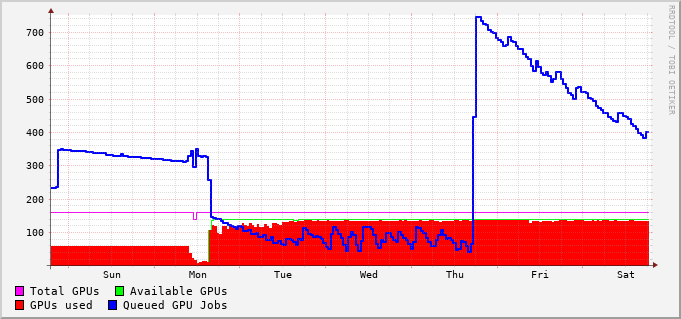 RRDTOOL / TOBI OETIKER
700
600
500
400
300
200
100
Sun Mon Tue Wed Thu Fri Sat
Total GPUs Available GPUs
GPUs used Queued GPU Jobs